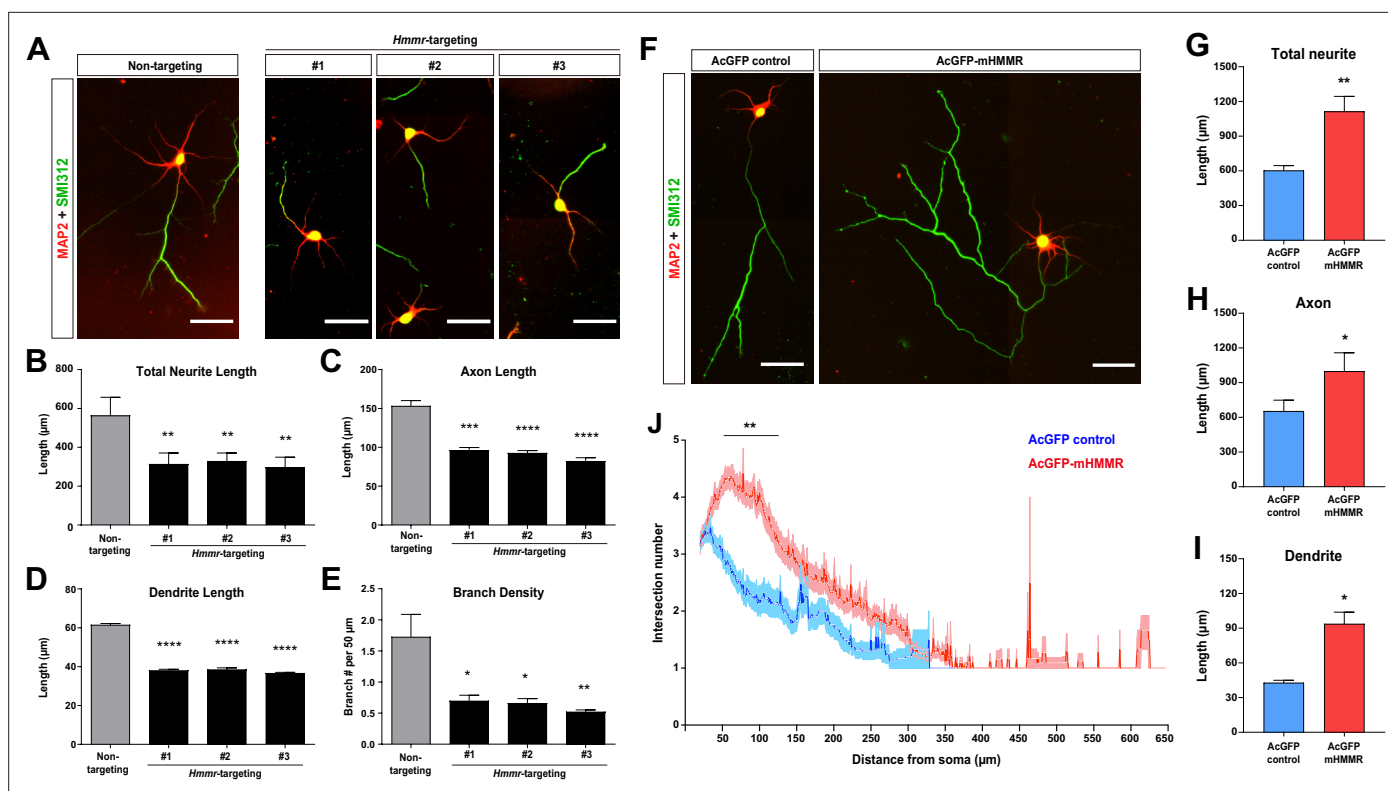 A
Hmmr-targeting
Non-targeting
#1
#2
#3
MAP2 + SMI312
B
Total Neurite Length
Length (µm)
800
600
400
200
0
**
**
**
Non-
targeting
#1
#2
#3
Hmmr-targeting
C
Axon Length
Length (µm)
200
150
100
50
0
***
****
****
Non-
targeting
#1
#2
#3
Hmmr-targeting
D
Dendrite Length
Length (µm)
80
60
40
20
0
****
****
****
Non-
targeting
#1
#2
#3
Hmmr-targeting
E
Branch Density
Branch # per 50 µm
2.5
2.0
1.5
1.0
0.5
0.0
*
*
**
Non-
targeting
#1
#2
#3
Hmmr-targeting
F
AcGFP control
AcGFP-mHMMR
MAP2 + SMI312
G
Total neurite
Length (µm)
1500
1200
900
600
300
0
**
AcGFP
control
AcGFP
mHMMR
H
Axon
Length (µm)
1500
1200
900
600
300
0
*
AcGFP
control
AcGFP
mHMMR
I
Dendrite
Length (µm)
120
90
60
30
0
*
AcGFP
control
AcGFP
mHMMR
J
**
AcGFP control
AcGFP-mHMMR
Intersection number
5
4
3
2
1
0
50 100 150 200 250 300 350 400 450 500 550 600 650
Distance from soma (µm)